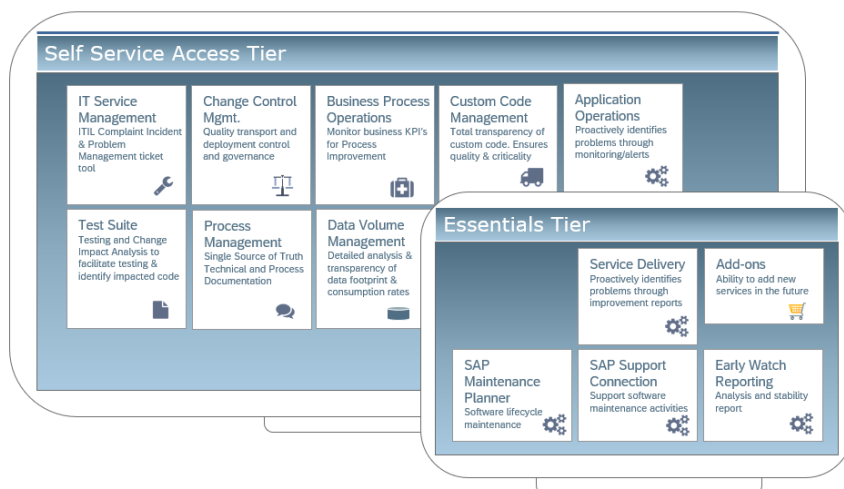 Self Service Access Tier
IT Service
Management
ITIL Complaint Incident
& Problem
Management ticket
tool
Change Control
Mgmt.
Quality transport and
deployment control
and governance
Business Process
Operations
Monitor business KPI's
for Process
Improvement
Custom Code
Management
Total transparency of
custom code. Ensures
quality & criticality
Application
Operations
Proactively identifies
problems through
monitoring/alerts
Test Suite
Testing and Change
Impact Analysis to
facilitate testing &
identify impacted code
Process
Management
Single Source of Truth
Technical and Process
Documentation
Data Volume
Management
Detailed analysis &
transparency of
data footprint &
consumption rates
Essentials Tier
Service Delivery
Proactively identifies
problems through
improvement reports
Add-ons
Ability to add new
services in the future
SAP
Maintenance
Planner
Software lifecycle
maintenance
SAP Support
Connection
Support software
maintenance activities
Early Watch
Reporting
Analysis and stability
report